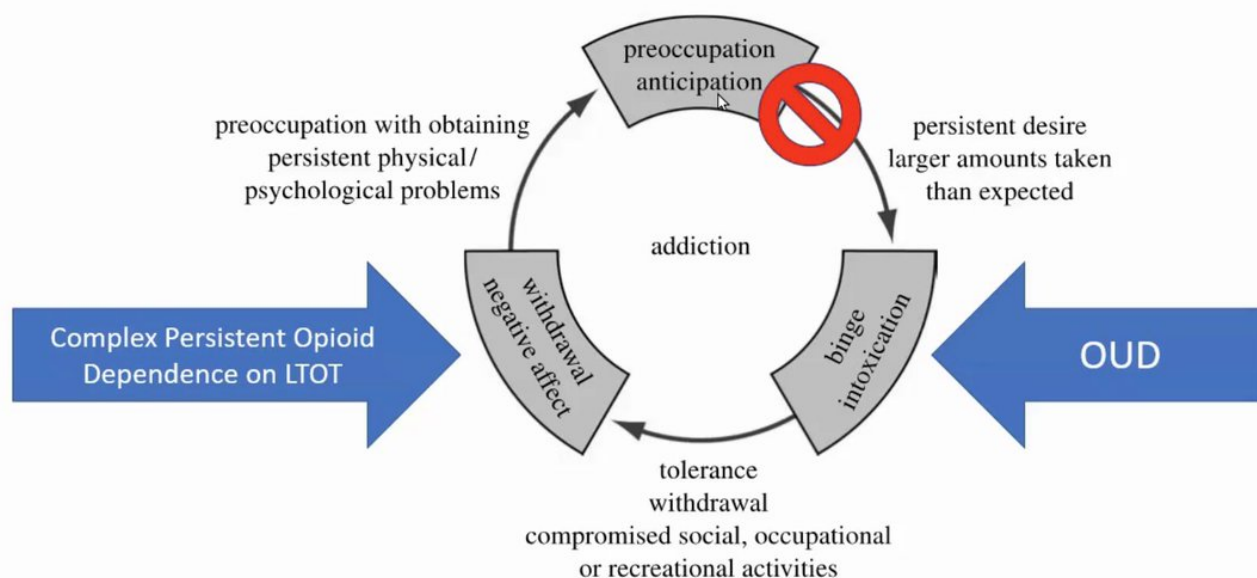 preoccupation
anticipation
preoccupation with obtaining
persistent physical/
psychological problems
persistent desire
larger amounts taken
than expected
addiction
withdrawal
negative affect
binge
intoxication
Complex Persistent Opioid
Dependence on LTOT
OUD
tolerance
withdrawal
compromised social, occupational
or recreational activities